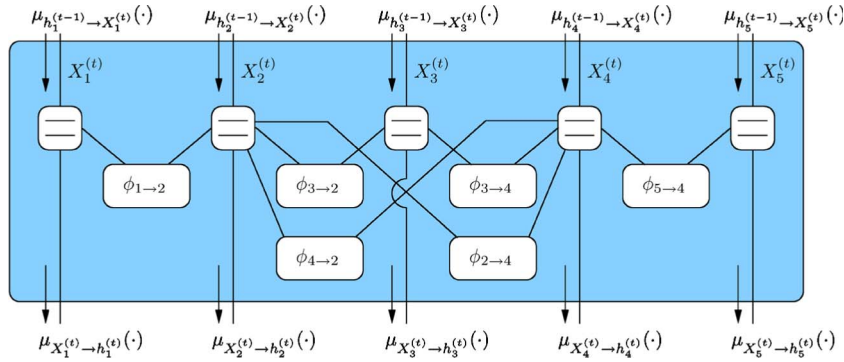 μ_{h_1^{(t-1)}→X_1^{(t)}}(·) μ_{h_2^{(t-1)}→X_2^{(t)}}(·) μ_{h_3^{(t-1)}→X_3^{(t)}}(·) μ_{h_4^{(t-1)}→X_4^{(t)}}(·) μ_{h_5^{(t-1)}→X_5^{(t)}}(·)
X_1^{(t)} X_2^{(t)} X_3^{(t)} X_4^{(t)} X_5^{(t)}
ϕ_{1→2} ϕ_{3→2} ϕ_{3→4} ϕ_{5→4}
ϕ_{4→2} ϕ_{2→4}
μ_{X_1^{(t)}→h_1^{(t)}}(·) μ_{X_2^{(t)}→h_2^{(t)}}(·) μ_{X_3^{(t)}→h_3^{(t)}}(·) μ_{X_4^{(t)}→h_4^{(t)}}(·) μ_{X_5^{(t)}→h_5^{(t)}}(·)